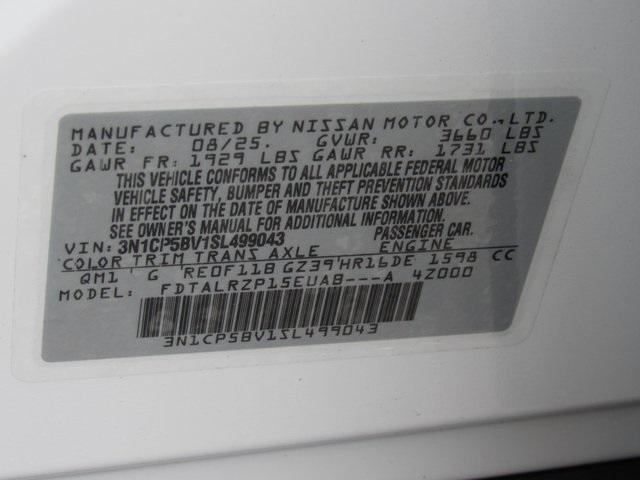 MANUFACTURED BY NISSAN MOTOR CO., LTD.
DATE: 08/25. GVWR: 3660 LBS
GAWR FR: 1929 LBS GAWR RR: 1731 LBS
THIS VEHICLE CONFORMS TO ALL APPLICABLE FEDERAL MOTOR
VEHICLE SAFETY, BUMPER AND THEFT PREVENTION STANDARDS
IN EFFECT ON THE DATE OF MANUFACTURE SHOWN ABOVE.
SEE OWNER'S MANUAL FOR ADDITIONAL INFORMATION.
VIN: 3N1CP5BV1SL499043 PASSENGER CAR.
COLOR TRIM TRANS AXLE ENGINE
QM1 G RE0F11B GZ39 HR16DE 1598 CC
FDTALRZP15EUAB---A 4Z000
3N1CP5BV1SL499043